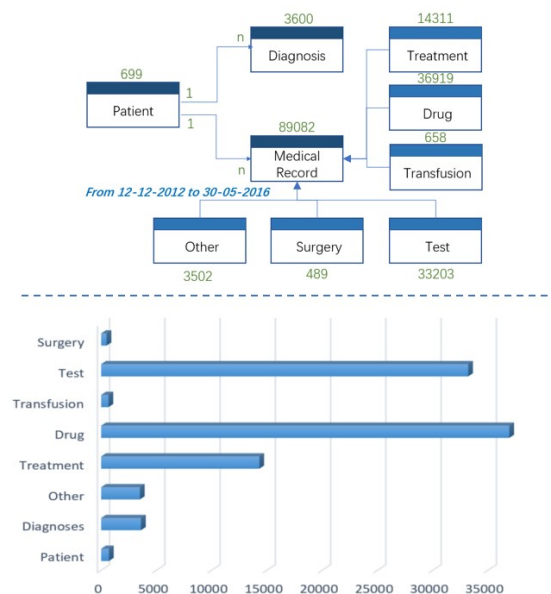 3600
14311
n
Diagnosis
Treatment
699
36919
1
Patient
Drug
1
89082
658
Medical
Record
n
Transfusion
From 12-12-2012 to 30-05-2016
Other
Surgery
Test
3502
489
33203
Surgery
Test
Transfusion
Drug
Treatment
Other
Diagnoses
Patient
0 5000 10000 15000 20000 25000 30000 35000